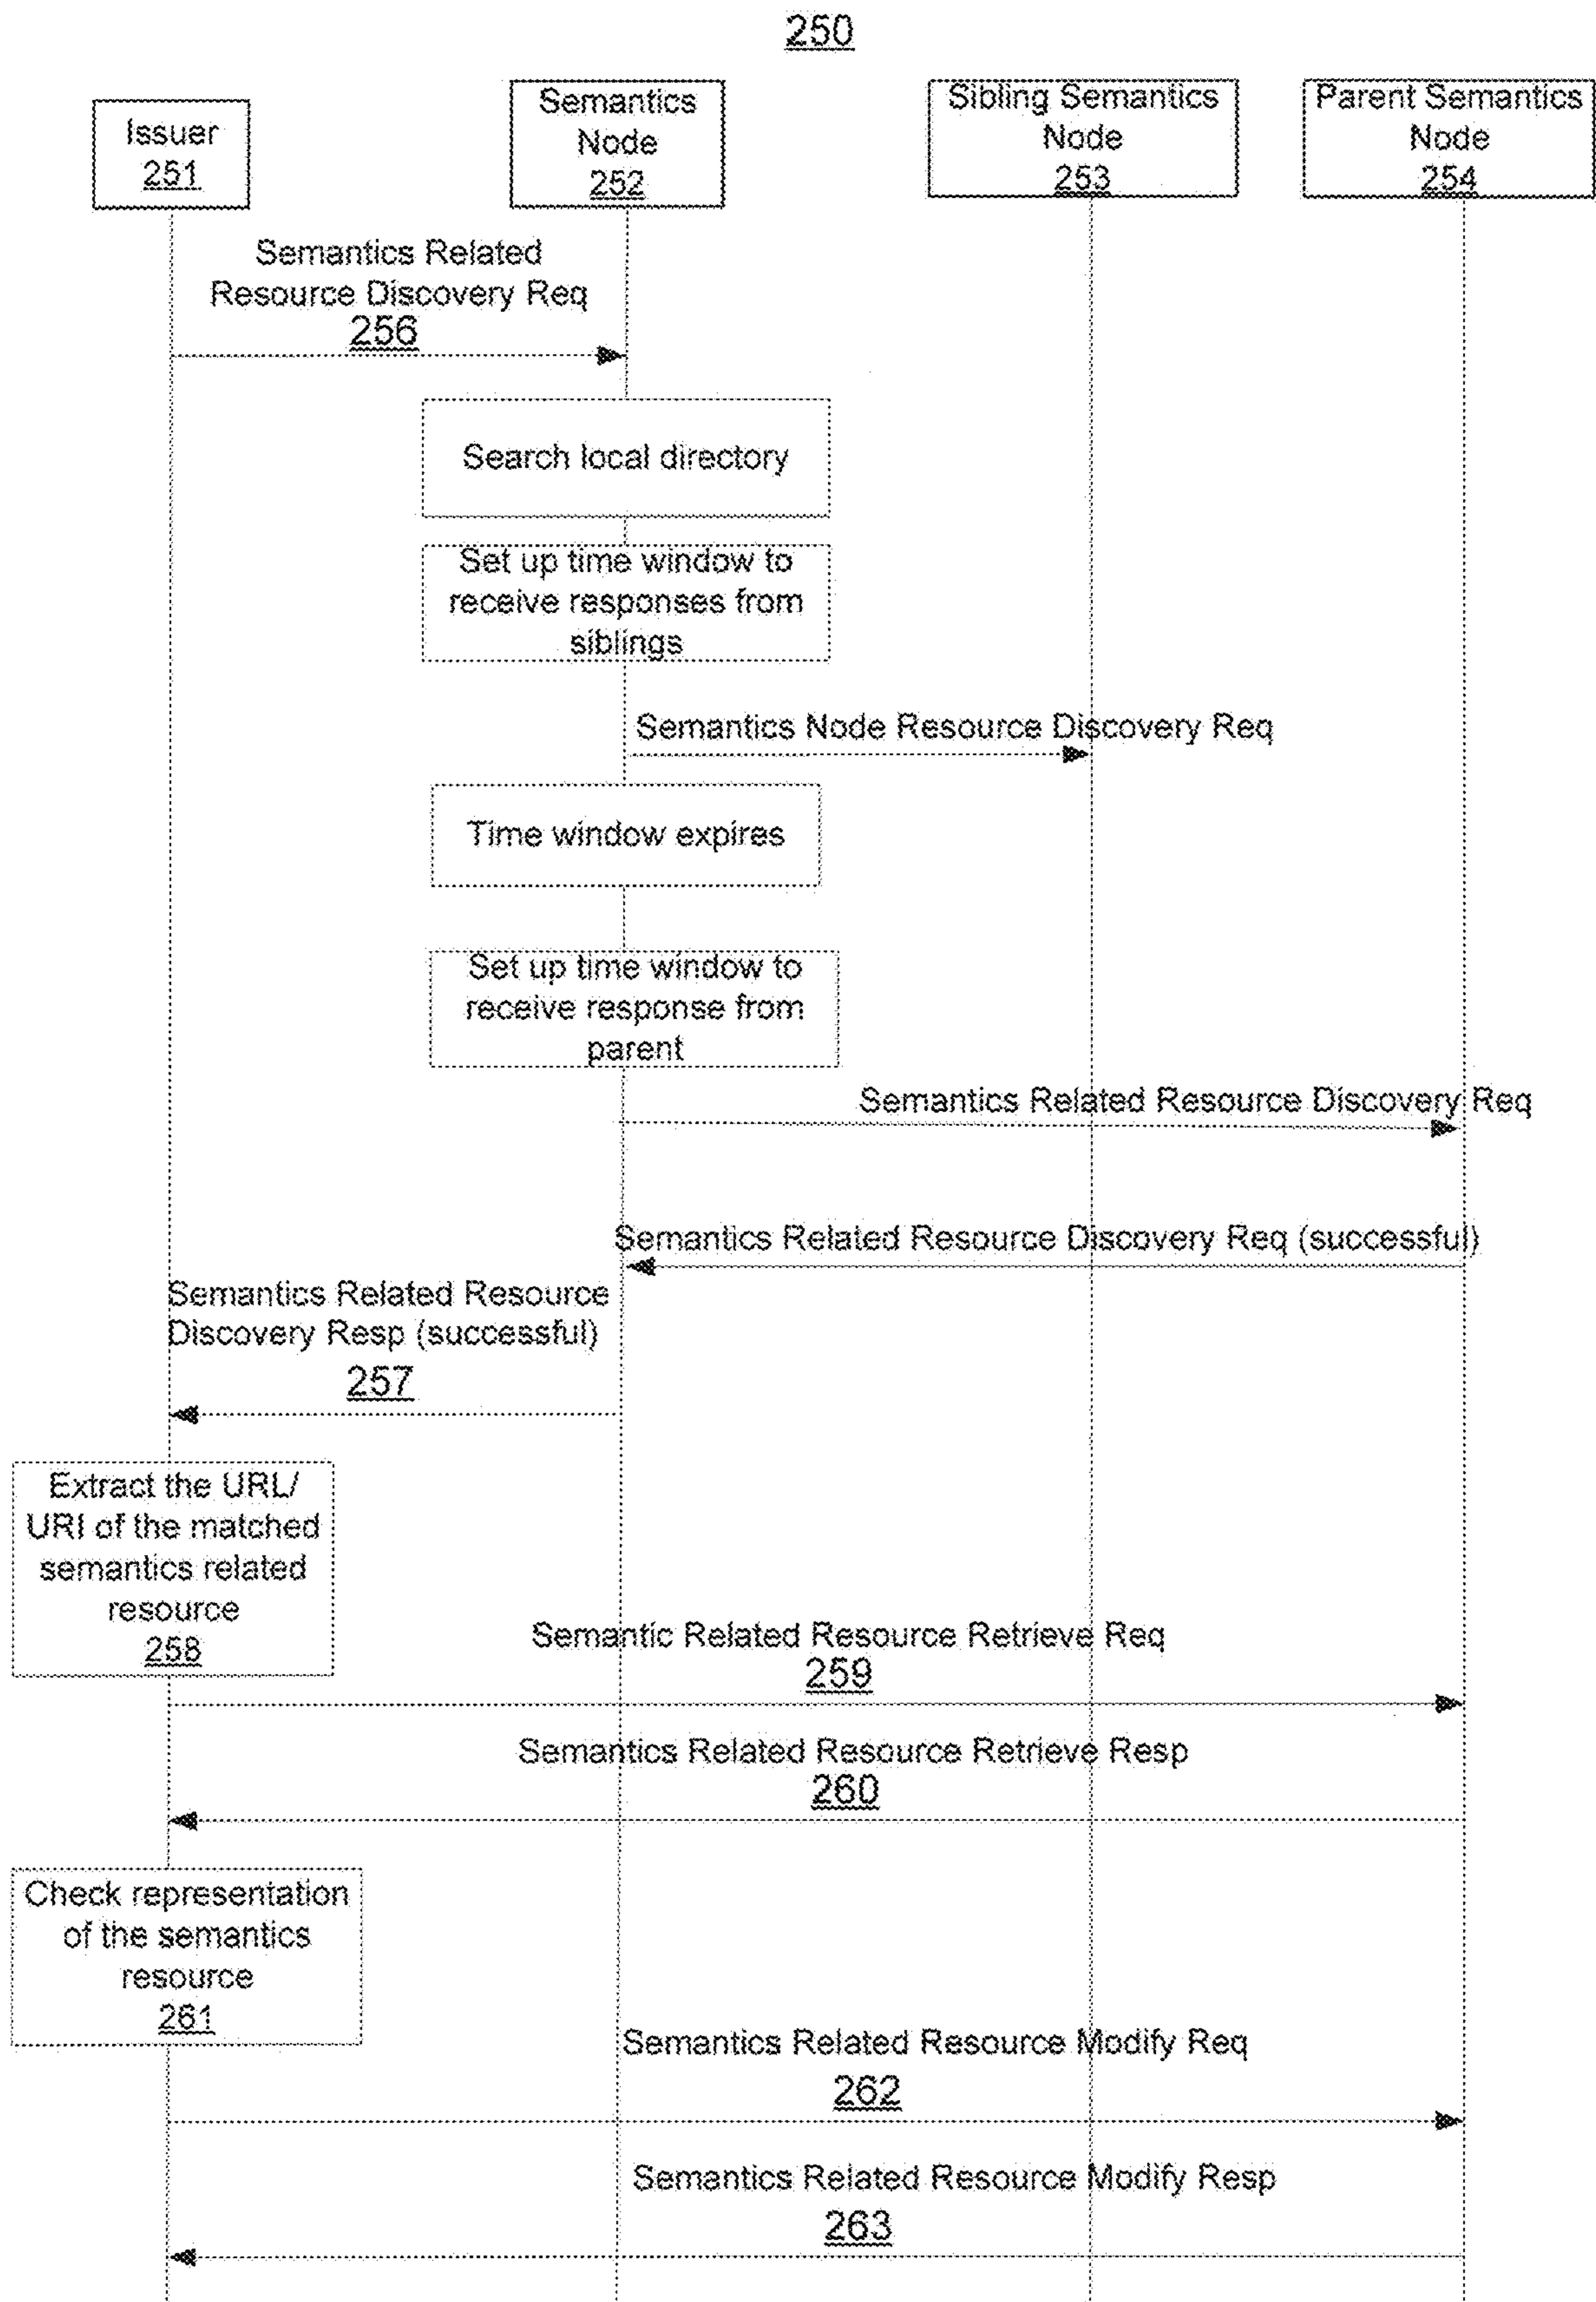 250
Issuer
251
Semantics
Node
252
Sibling Semantics
Node
253
Parent Semantics
Node
254
Semantics Related
Resource Discovery Req
256
Search local directory
Set up time window to
receive responses from
siblings
Semantics Node Resource Discovery Req
Time window expires
Set up time window to
receive response from
parent
Semantics Related Resource Discovery Req
Semantics Related Resource Discovery Req (successful)
Semantics Related Resource
Discovery Resp (successful)
257
Extract the URL/
URI of the matched
semantics related
resource
258
Semantic Related Resource Retrieve Req
259
Semantics Related Resource Retrieve Resp
260
Check representation
of the semantics
resource
261
Semantics Related Resource Modify Req
262
Semantics Related Resource Modify Resp
263